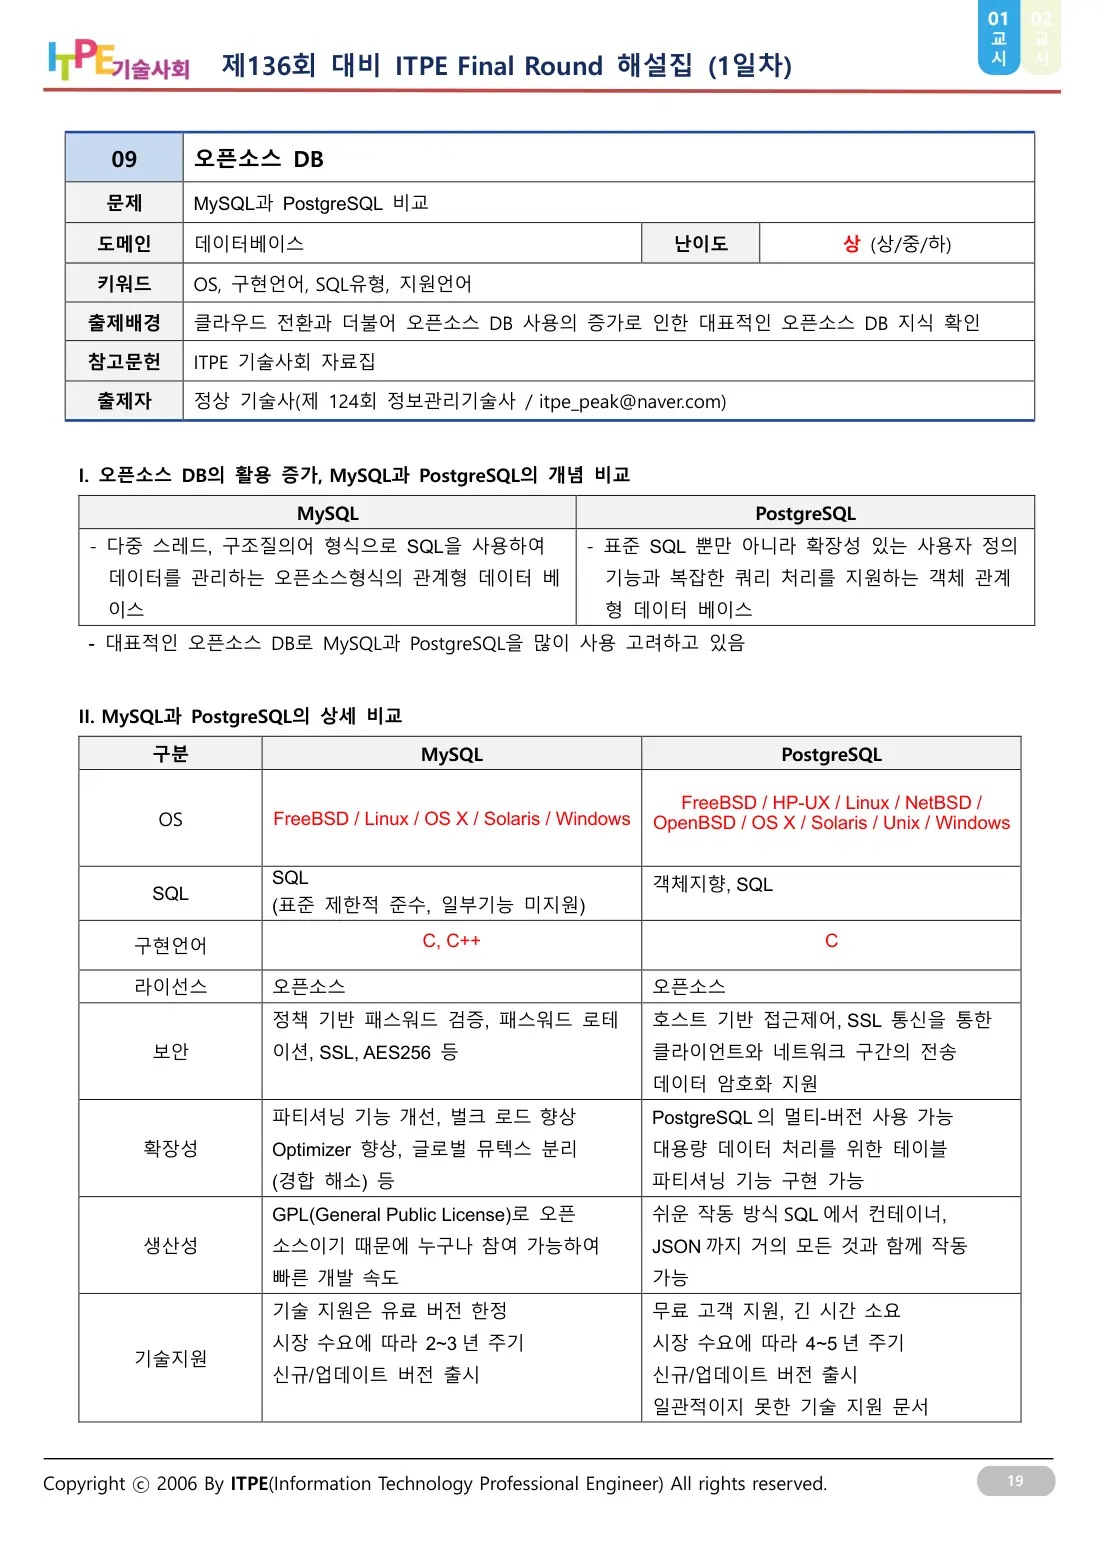 ITPE기술사회 제136회 대비 ITPE Final Round 해설집 (1일차)
01 교시
02 교시
09 오픈소스 DB
문제 MySQL과 PostgreSQL 비교
도메인 데이터베이스 난이도 상 (상/중/하)
키워드 OS, 구현언어, SQL유형, 지원언어
출제배경 클라우드 전환과 더불어 오픈소스 DB 사용의 증가로 인한 대표적인 오픈소스 DB 지식 확인
참고문헌 ITPE 기술사회 자료집
출제자 정상 기술사(제 124회 정보관리기술사 / itpe_peak@naver.com)
I. 오픈소스 DB의 활용 증가, MySQL과 PostgreSQL의 개념 비교
MySQL PostgreSQL
- 다중 스레드, 구조질의어 형식으로 SQL을 사용하여
데이터를 관리하는 오픈소스형식의 관계형 데이터 베
이스
- 표준 SQL 뿐만 아니라 확장성 있는 사용자 정의
기능과 복잡한 쿼리 처리를 지원하는 객체 관계
형 데이터 베이스
- 대표적인 오픈소스 DB로 MySQL과 PostgreSQL을 많이 사용 고려하고 있음
II. MySQL과 PostgreSQL의 상세 비교
구분 MySQL PostgreSQL
OS
FreeBSD / Linux / OS X / Solaris / Windows
FreeBSD / HP-UX / Linux / NetBSD /
OpenBSD / OS X / Solaris / Unix / Windows
SQL
SQL
(표준 제한적 준수, 일부기능 미지원)
객체지향, SQL
구현언어 C, C++ C
라이선스 오픈소스 오픈소스
보안
정책 기반 패스워드 검증, 패스워드 로테
이션, SSL, AES256 등
호스트 기반 접근제어, SSL 통신을 통한
클라이언트와 네트워크 구간의 전송
데이터 암호화 지원
확장성
파티셔닝 기능 개선, 벌크 로드 향상
Optimizer 향상, 글로벌 뮤텍스 분리
(경합 해소) 등
PostgreSQL 의 멀티-버전 사용 가능
대용량 데이터 처리를 위한 테이블
파티셔닝 기능 구현 가능
생산성
GPL(General Public License)로 오픈
소스이기 때문에 누구나 참여 가능하여
빠른 개발 속도
쉬운 작동 방식 SQL 에서 컨테이너,
JSON 까지 거의 모든 것과 함께 작동
가능
기술지원
기술 지원은 유료 버전 한정
시장 수요에 따라 2~3 년 주기
신규/업데이트 버전 출시
무료 고객 지원, 긴 시간 소요
시장 수요에 따라 4~5 년 주기
신규/업데이트 버전 출시
일관적이지 못한 기술 지원 문서
Copyright ⓒ 2006 By ITPE(Information Technology Professional Engineer) All rights reserved.
19